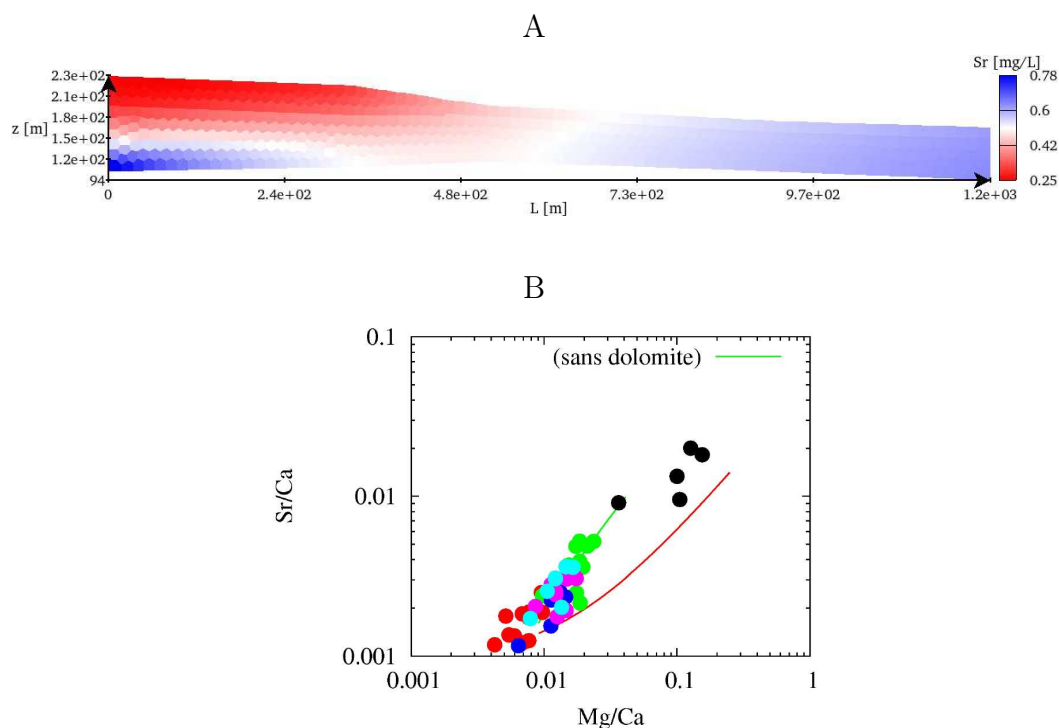 A
Sr [mg/L]
2.3e+02
2.1e+02
1.8e+02
1.5e+02
1.2e+02
94
z [m]
0.78
0.6
0.42
0.25
0
2.4e+02
4.8e+02
7.3e+02
9.7e+02
1.2e+03
L [m]
B
0.1
0.01
0.001
Sr/Ca
(sans dolomite)
0.001
0.01
0.1
1
Mg/Ca